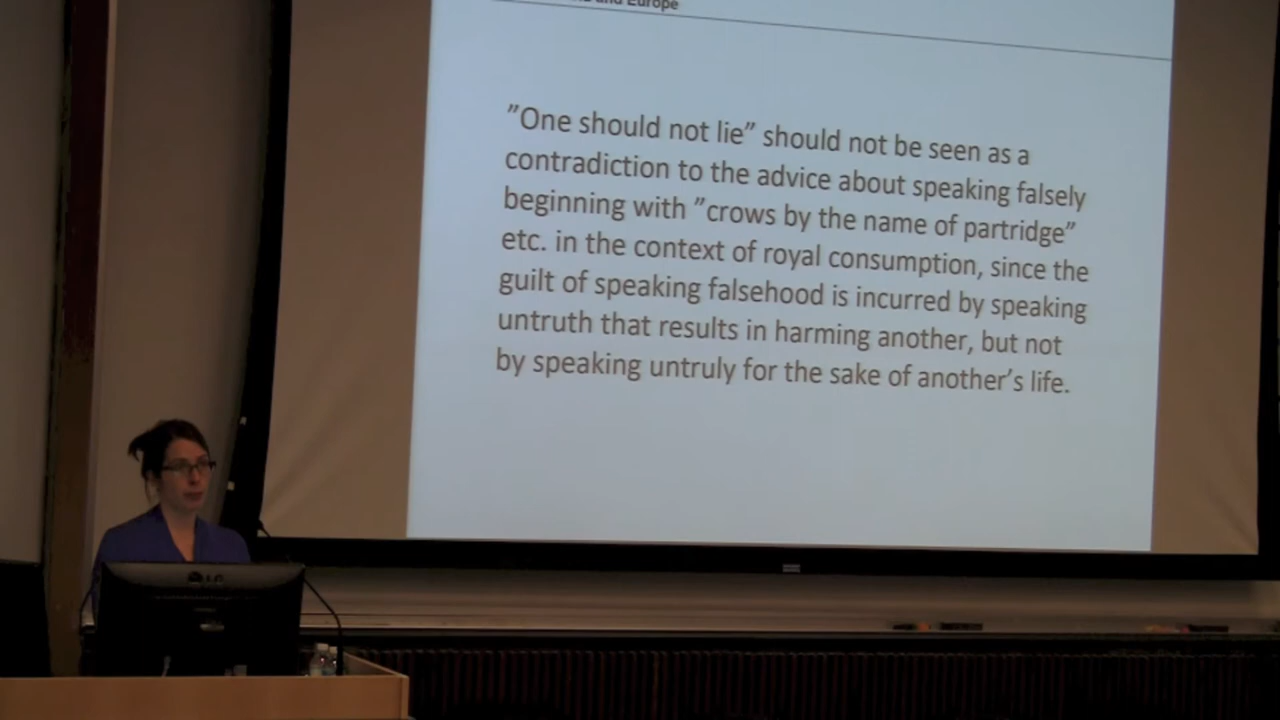 and Europe
”One should not lie” should not be seen as a
contradiction to the advice about speaking falsely
beginning with ”crows by the name of partridge”
etc. in the context of royal consumption, since the
guilt of speaking falsehood is incurred by speaking
untruth that results in harming another, but not
by speaking untruly for the sake of another’s life.
LG